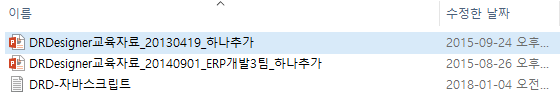 이름 수정한 날짜
DRDesigner교육자료_20130419_하나추가 2015-09-24 오후...
DRDesigner교육자료_20140901_ERP개발3팀_하나추가 2015-08-26 오후...
DRD-자바스크립트 2018-01-04 오전...